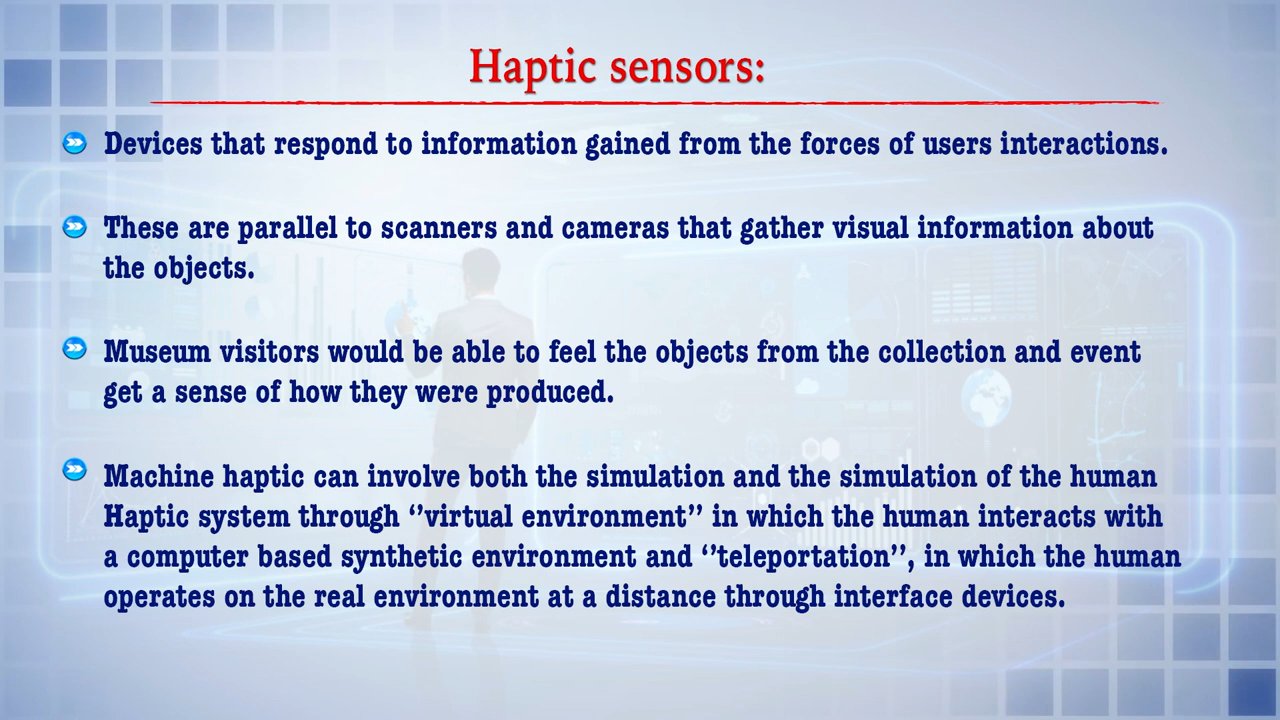 Haptic sensors:
Devices that respond to information gained from the forces of users interactions.
These are parallel to scanners and cameras that gather visual information about
the objects.
Museum visitors would be able to feel the objects from the collection and event
get a sense of how they were produced.
Machine haptic can involve both the simulation and the simulation of the human
Haptic system through ‘’virtual environment’’ in which the human interacts with
a computer based synthetic environment and ‘’teleportation’’, in which the human
operates on the real environment at a distance through interface devices.